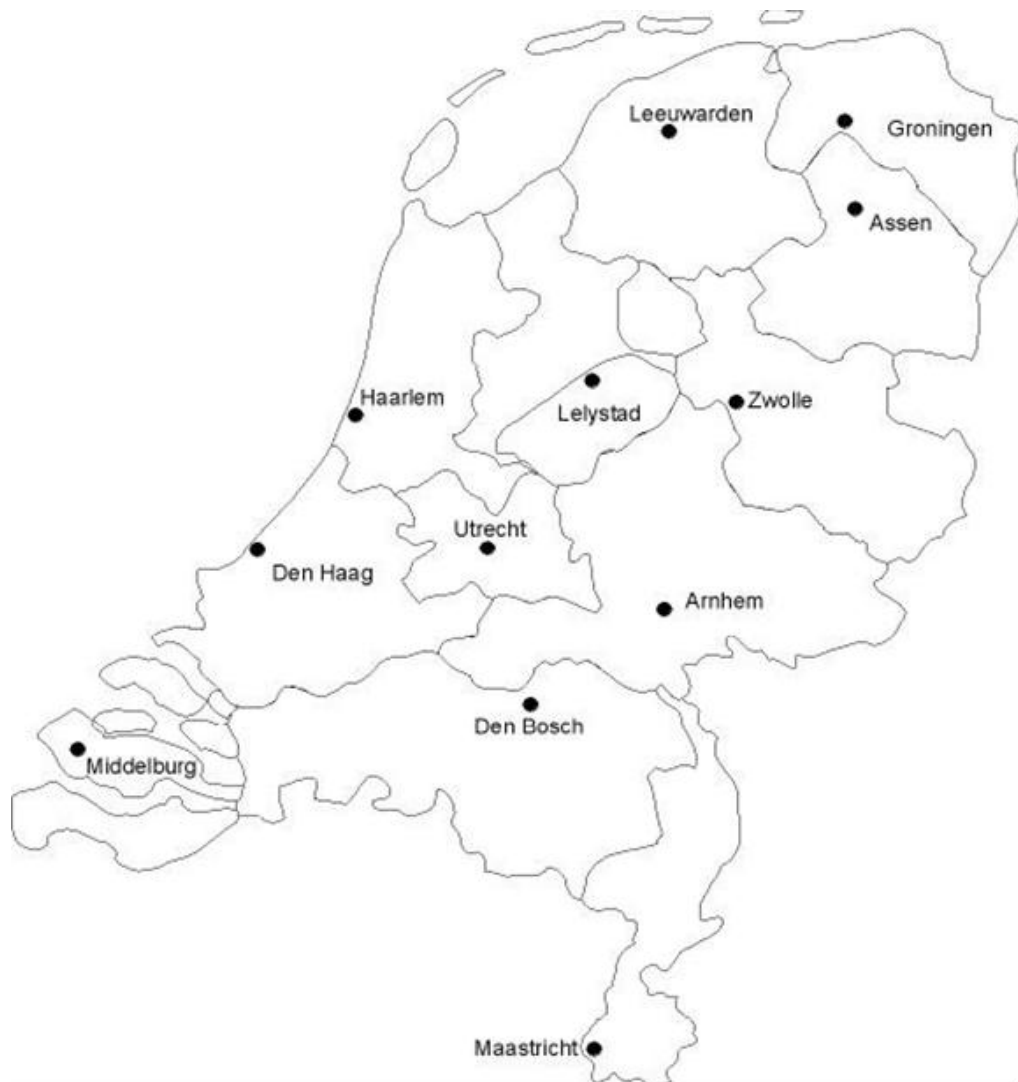 Leeuwarden
Groningen
Assen
Haarlem
Lelystad
Zwolle
Utrecht
Den Haag
Arnhem
Den Bosch
Middelburg
Maastricht